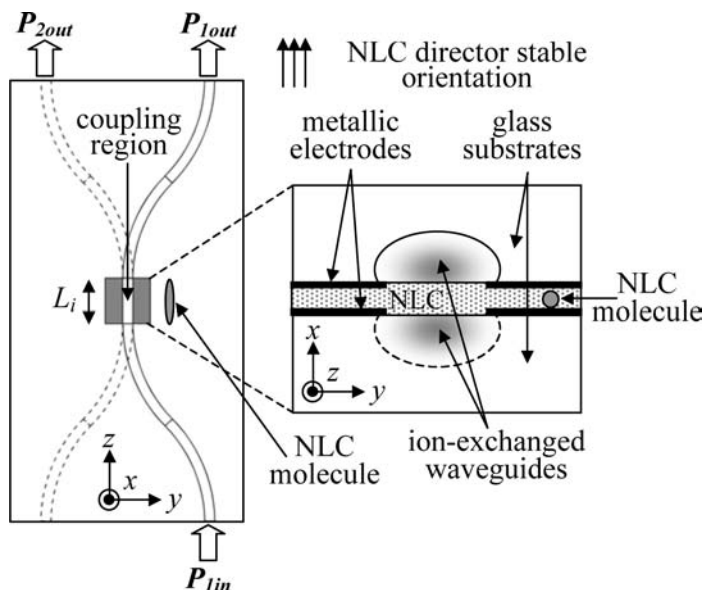 P2out
P1out
NLC director stable
orientation
coupling
region
metallic
electrodes
glass
substrates
Li
NLC
NLC
molecule
x
z
y
NLC
molecule
ion-exchanged
waveguides
z
x
y
P1in